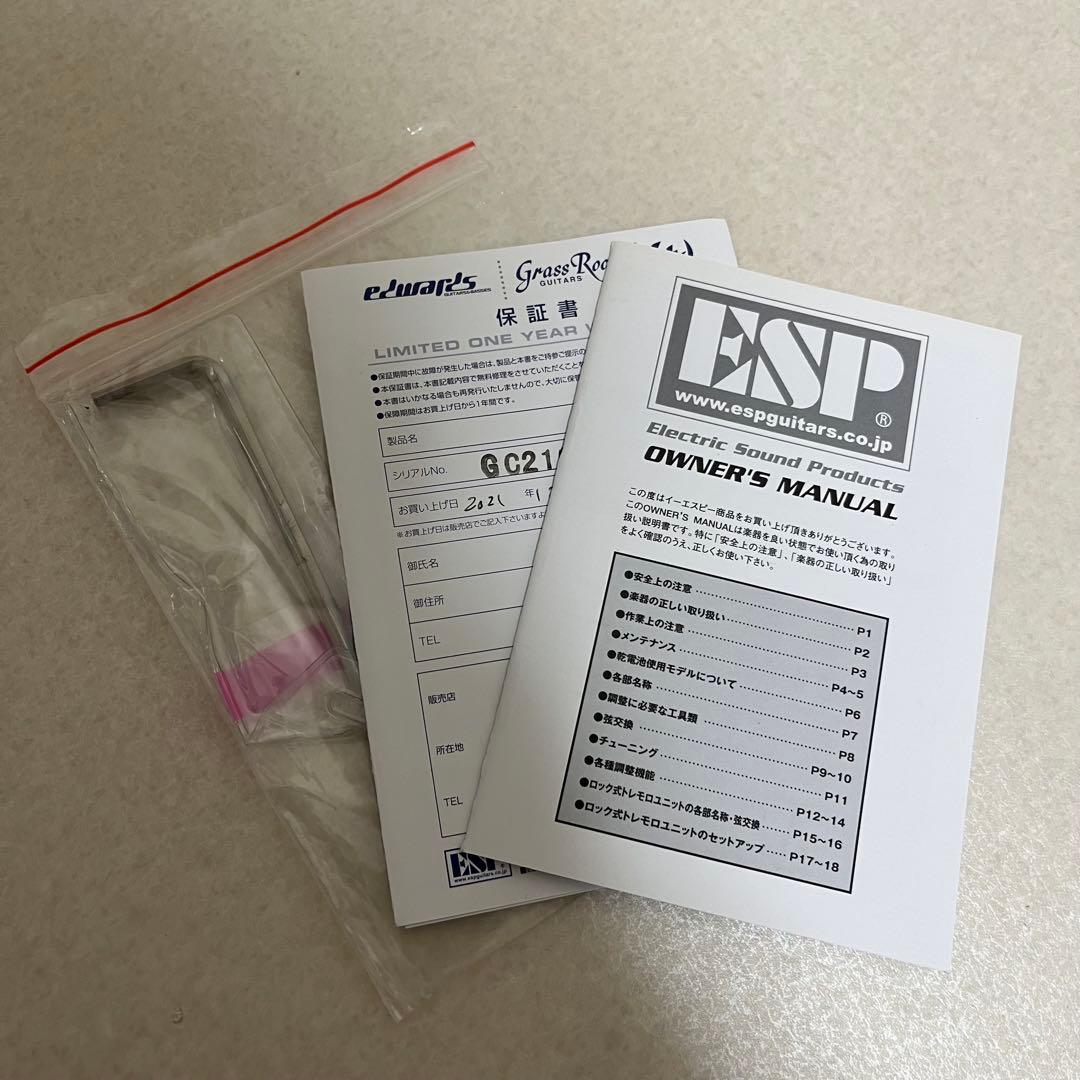 edwards
GUITARS&BASSES
Grass Roo
GUITARS
保証書
LIMITED ONE YEAR
●保証期間中に故障が発生した場合は、製品と本書をご持参ご提示の
●本保証書は、本書記載内容で無料修理をさせていただくことを
●本書はいかなる場合も再発行いたしませんので、大切に保管
●保障期間はお買上げ日から1年間です。
製品名
シリアルNo. GC21
お買い上げ日 2021 年 1
※お買上げ日は販売店でご記入下さいますよ
御氏名
御住所
TEL
販売店
所在地
TEL
ESP
www.espguitars.co.jp
ESP®
www.espguitars.co.jp
Electric Sound Products
OWNER'S MANUAL
この度はイーエスピー商品をお買い上げ頂きありがとうございます。
このOWNER'S MANUALは楽器を良い状態でお使い頂く為の取り
扱い説明書です。特に「安全上の注意」、「楽器の正しい取り扱い」
をよく確認のうえ、正しくお使い下さい。
●安全上の注意 P1
●楽器の正しい取り扱い P2
●作業上の注意 P3
●メンテナンス P4~5
●乾電池使用モデルについて P6
●各部名称 P7
●調整に必要な工具類 P8
●弦交換 P9~10
●チューニング P11
●各種調整機能 P12~14
●ロック式トレモロユニットの各部名称・弦交換 P15~16
●ロック式トレモロユニットのセットアップ P17~18